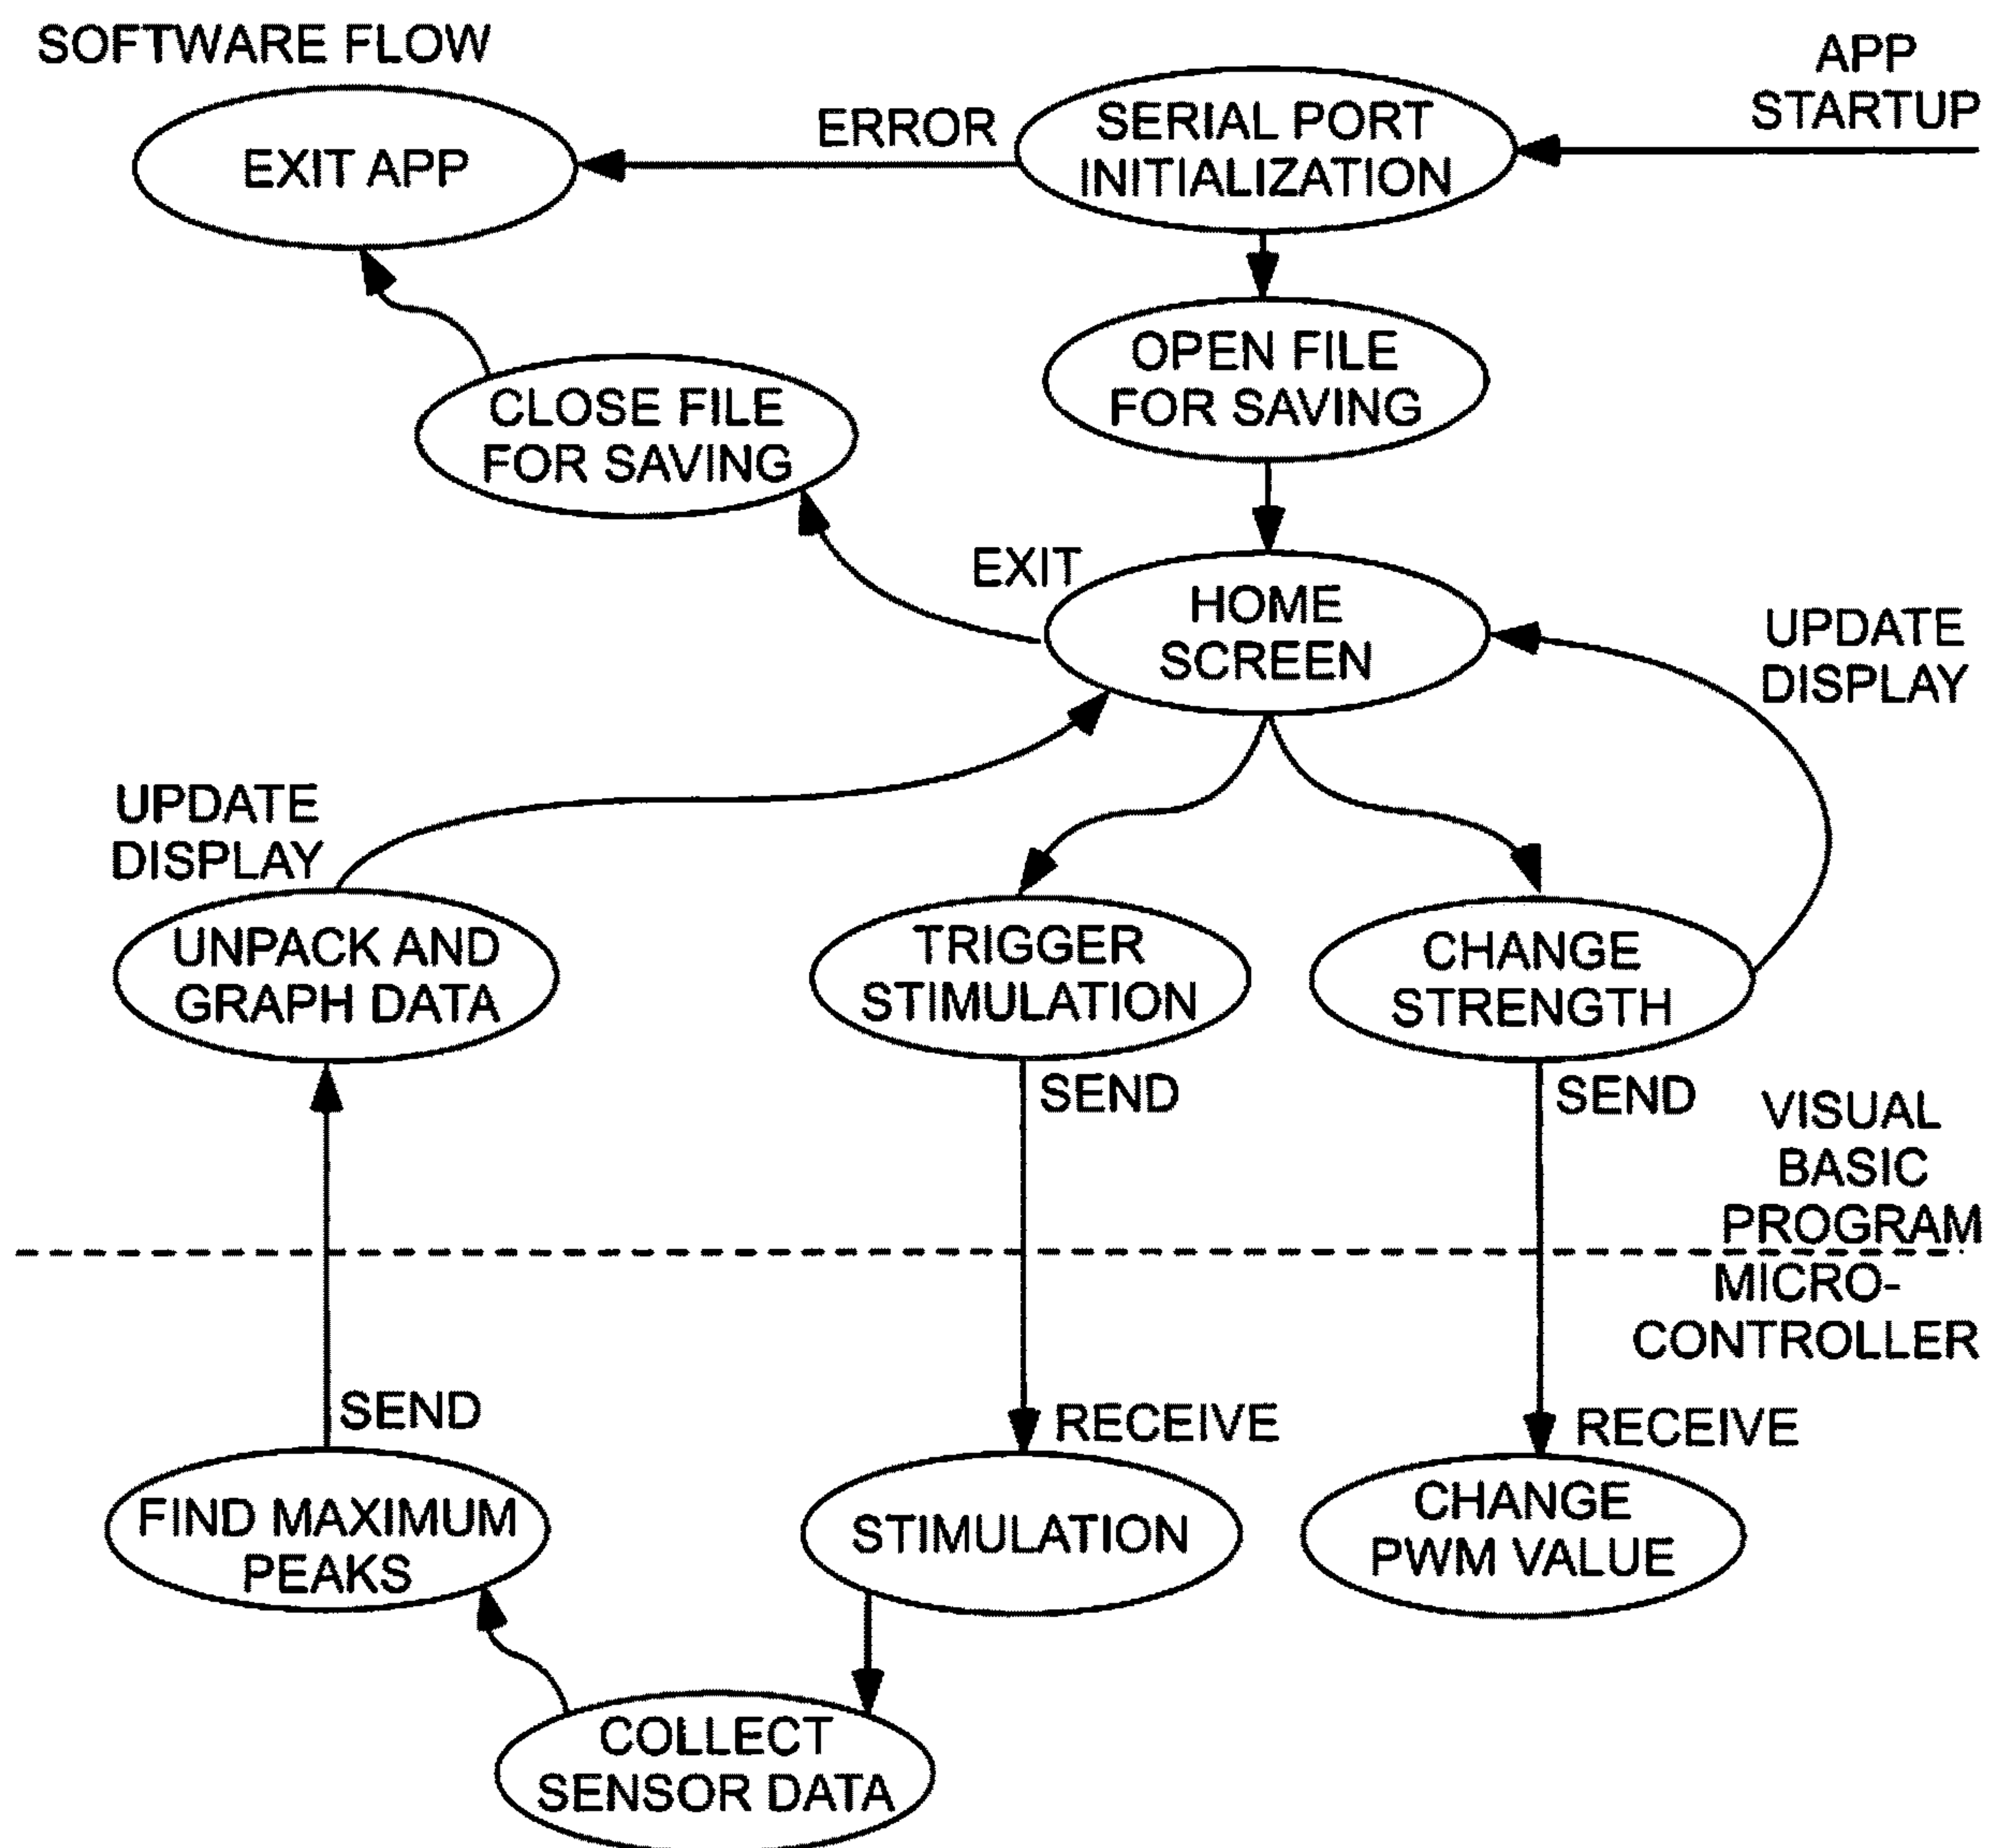 SOFTWARE FLOW
APP
STARTUP
ERROR
SERIAL PORT
INITIALIZATION
EXIT APP
OPEN FILE
FOR SAVING
CLOSE FILE
FOR SAVING
EXIT
HOME
SCREEN
UPDATE
DISPLAY
UPDATE
DISPLAY
UNPACK AND
GRAPH DATA
TRIGGER
STIMULATION
CHANGE
STRENGTH
SEND
SEND
VISUAL
BASIC
PROGRAM
MICRO-
CONTROLLER
SEND
RECEIVE
RECEIVE
FIND MAXIMUM
PEAKS
STIMULATION
CHANGE
PWM VALUE
COLLECT
SENSOR DATA